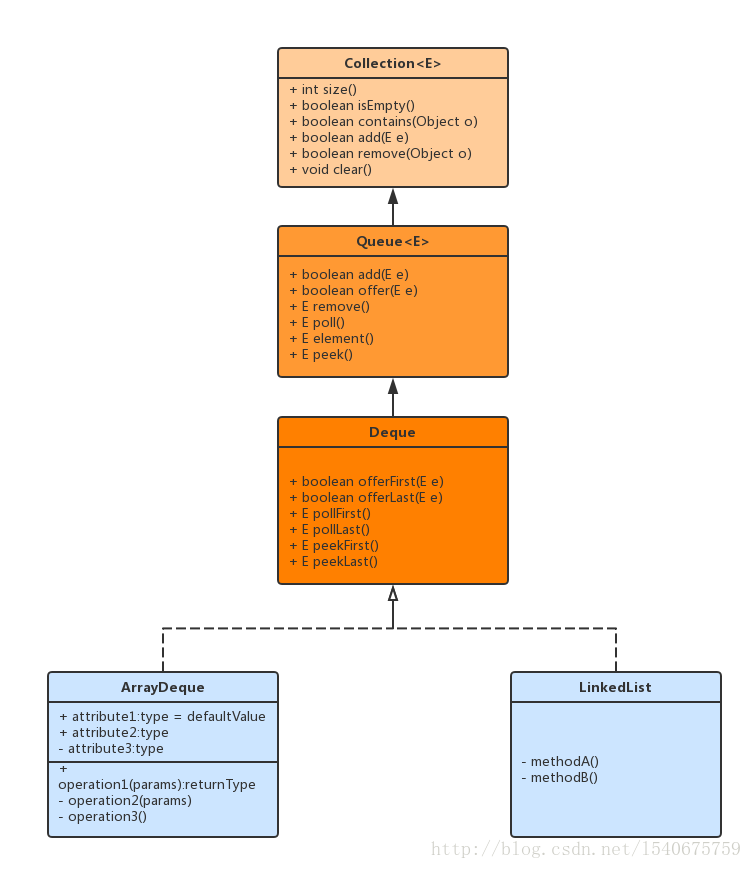 Collection<E>
+ int size()
+ boolean isEmpty()
+ boolean contains(Object o)
+ boolean add(E e)
+ boolean remove(Object o)
+ void clear()
Queue<E>
+ boolean add(E e)
+ boolean offer(E e)
+ E remove()
+ E poll()
+ E element()
+ E peek()
Deque
+ boolean offerFirst(E e)
+ boolean offerLast(E e)
+ E pollFirst()
+ E pollLast()
+ E peekFirst()
+ E peekLast()
ArrayDeque
+ attribute1:type = defaultValue
+ attribute2:type
- attribute3:type
+
operation1(params):returnType
- operation2(params)
- operation3()
LinkedList
- methodA()
- methodB()
http://blog.csdn.net/l540675759